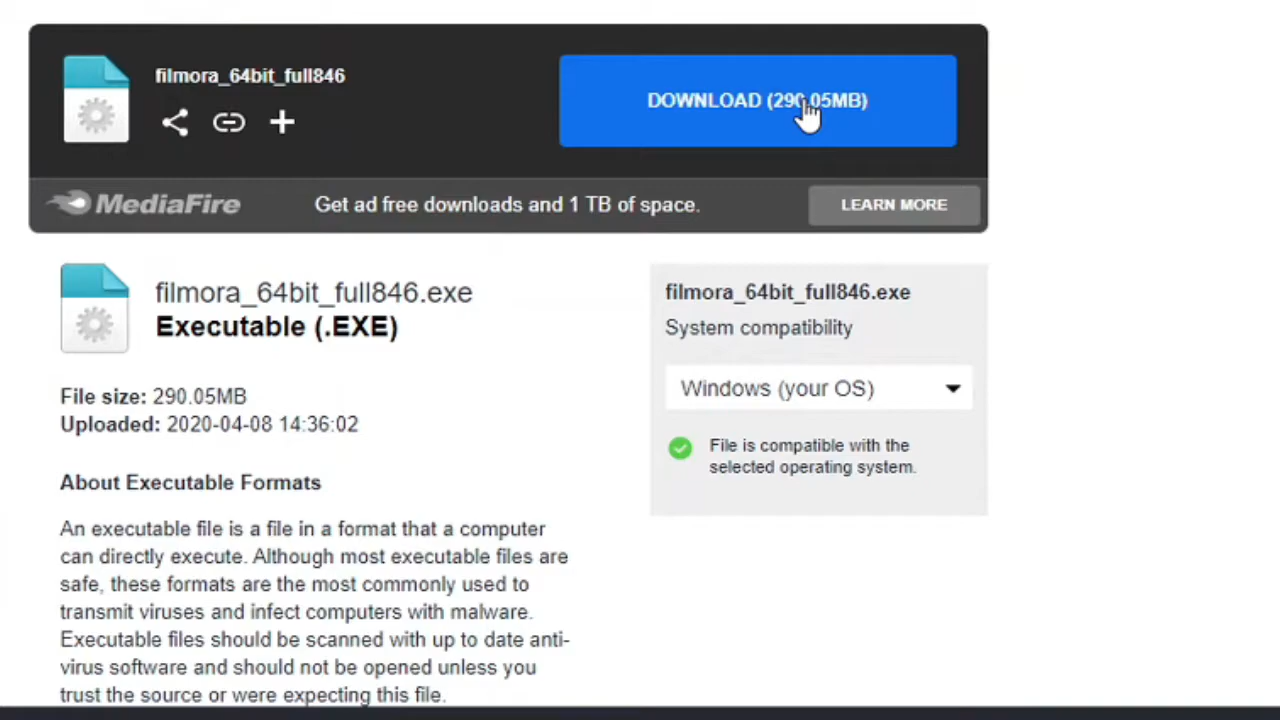 filmora_64bit_full846
DOWNLOAD (290.05MB)
MediaFire
Get ad free downloads and 1 TB of space.
LEARN MORE
filmora_64bit_full846.exe
Executable (.EXE)
File size: 290.05MB
Uploaded: 2020-04-08 14:36:02
About Executable Formats
An executable file is a file in a format that a computer
can directly execute. Although most executable files are
safe, these formats are the most commonly used to
transmit viruses and infect computers with malware.
Executable files should be scanned with up to date anti-
virus software and should not be opened unless you
trust the source or were expecting this file.
filmora_64bit_full846.exe
System compatibility
Windows (your OS)
File is compatible with the
selected operating system.